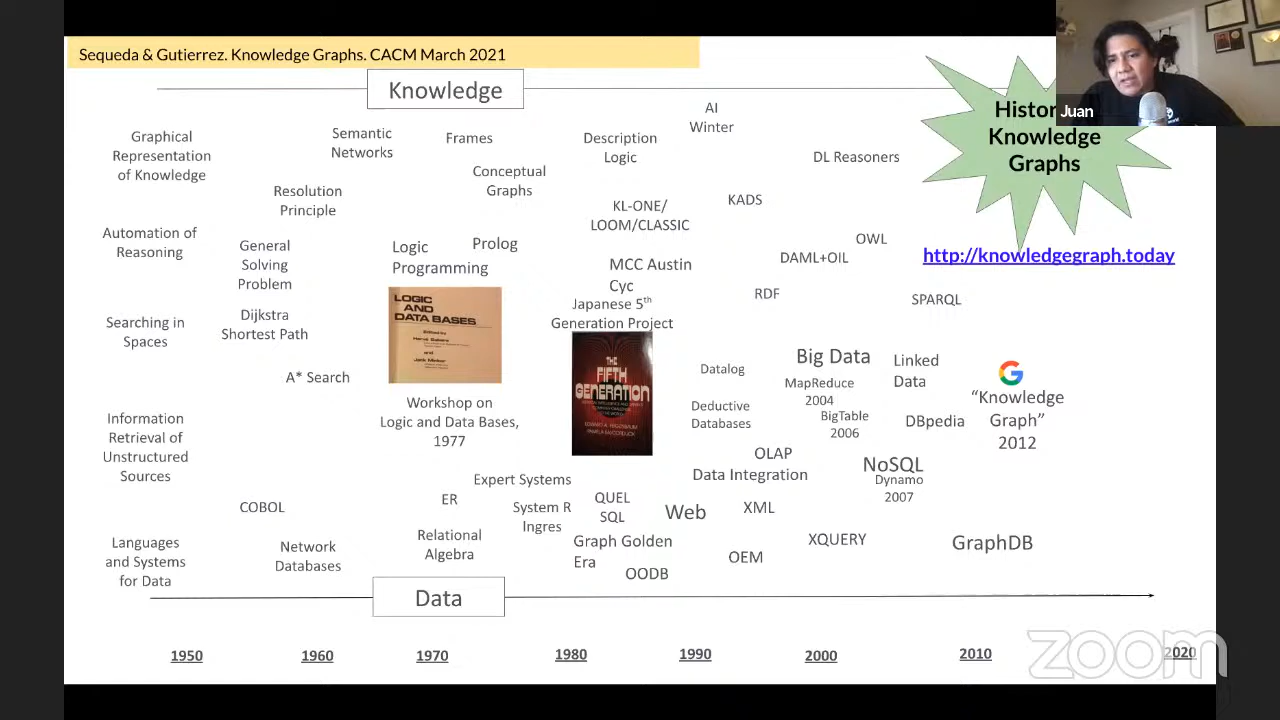 Sequeda & Gutierrez. Knowledge Graphs. CACM March 2021
Juan
Knowledge
Histor
Knowledge
Graphs
http://knowledgegraph.today
Graphical
Representation
of Knowledge
Semantic
Networks
Frames
Description
Logic
AI
Winter
DL Reasoners
Conceptual
Graphs
Resolution
Principle
KL-ONE/
LOOM/CLASSIC
KADS
Automation of
Reasoning
General
Solving
Problem
Logic
Programming
Prolog
MCC Austin
Cyc
DAML+OIL
OWL
RDF
SPARQL
Japanese 5th
Generation Project
Searching in
Spaces
Dijkstra
Shortest Path
A* Search
LOGIC
AND
DATA BASES
Edited by
and
Workshop on
Logic and Data Bases,
1977
THE
FIFTH
GENERATION
Datalog
Deductive
Databases
Big Data
MapReduce
2004
BigTable
2006
Linked
Data
DBpedia
G
“Knowledge
Graph”
2012
Information
Retrieval of
Unstructured
Sources
OLAP
Data Integration
NoSQL
Dynamo
2007
Expert Systems
COBOL
ER
System R
Ingres
QUEL
SQL
Web
XML
Languages
and Systems
for Data
Network
Databases
Relational
Algebra
Graph Golden
Era
OODB
OEM
XQUERY
GraphDB
Data
1950
1960
1970
1980
1990
2000
2010
2020
zoom